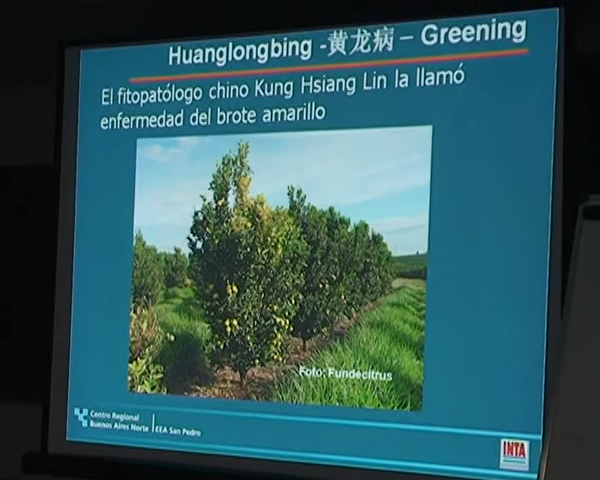 Huanglongbing -黄龙病 – Greening
El fitopatólogo chino Kung Hsiang Lin la llamó
enfermedad del brote amarillo
Foto: Fundecitrus
Centro Regional
Buenos Aires Norte
EEA San Pedro
INTA